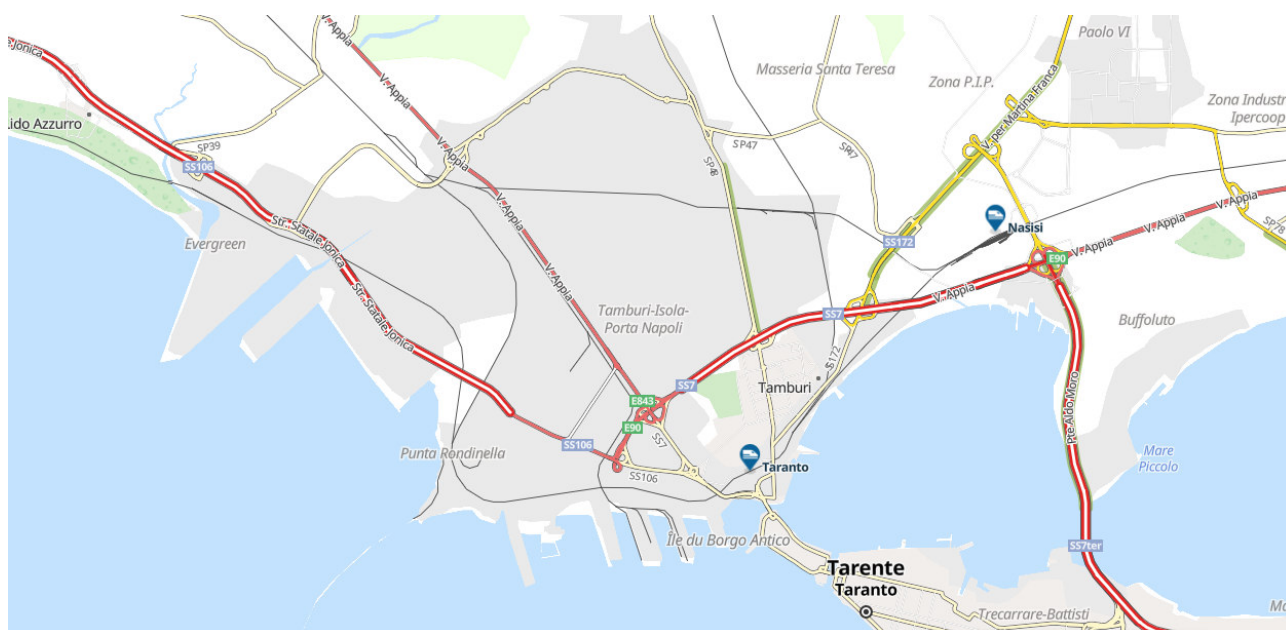 Paolo VI
V. Appia
e Jonica
Masseria Santa Teresa
Zona P.I.P.
V. per Martina Franca
V. Appia
Zona Industr
Ipercoop
Lido Azzurro
SP39
SP47
SP47
V. Appia
SS106
SP48
V. Appia
V. Appia
V. Appia
SP78
Nasisi
Str. Statale Jonica
Evergreen
SS172
V. Appia
E90
Str. Statale Jonica
V. Appia
V. Appia
Tamburi-Isola-
Porta Napoli
SS7
Buffoluto
S172
Tamburi
SS7
Pte Aldo Moro
E843
E90
SS7
SS106
Punta Rondinella
Taranto
Mare
Piccolo
SS106
Île du Borgo Antico
SS7ter
Tarente
Taranto
Trecarrare-Battisti